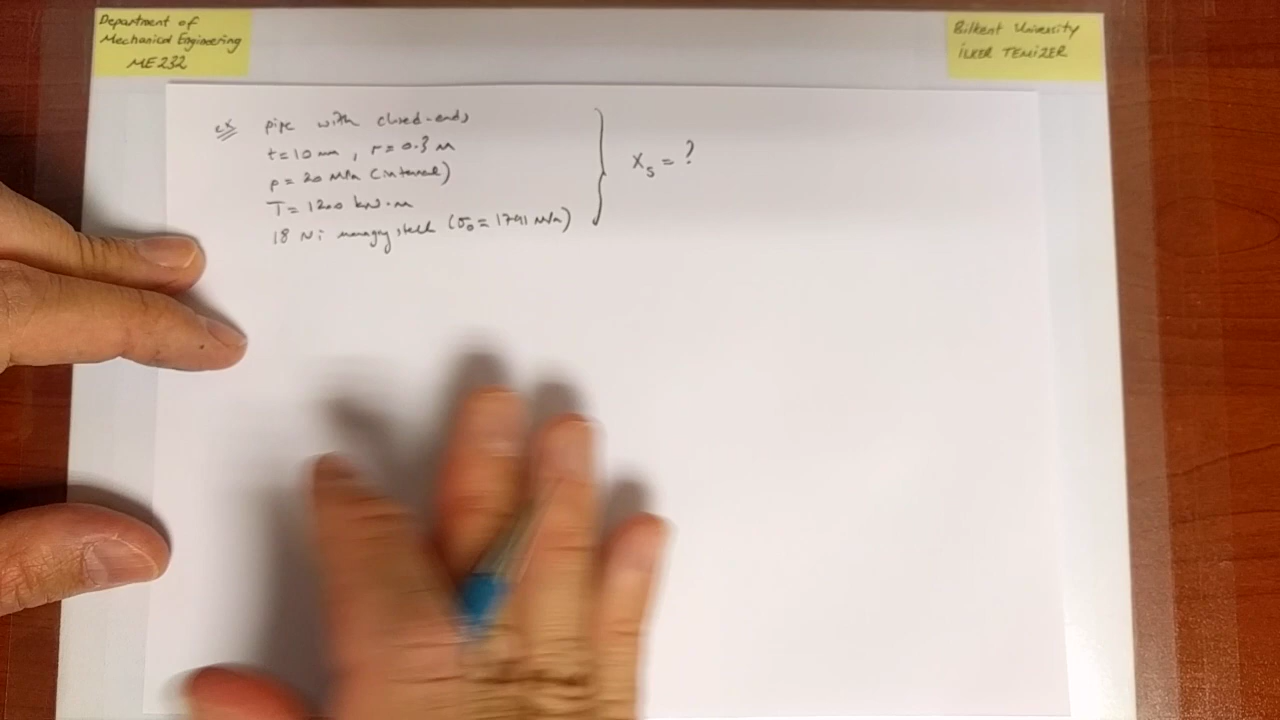 Department of
Mechanical Engineering
ME232
Bilkent University
İLKER TEMİZER
ex pipe with closed-ends
t=10 mm, r=0.3 m
p=20 MPa (internal)
T=1200 kN·m
18 Ni maraging steel (σ₀=1791 MPa)
X_s = ?